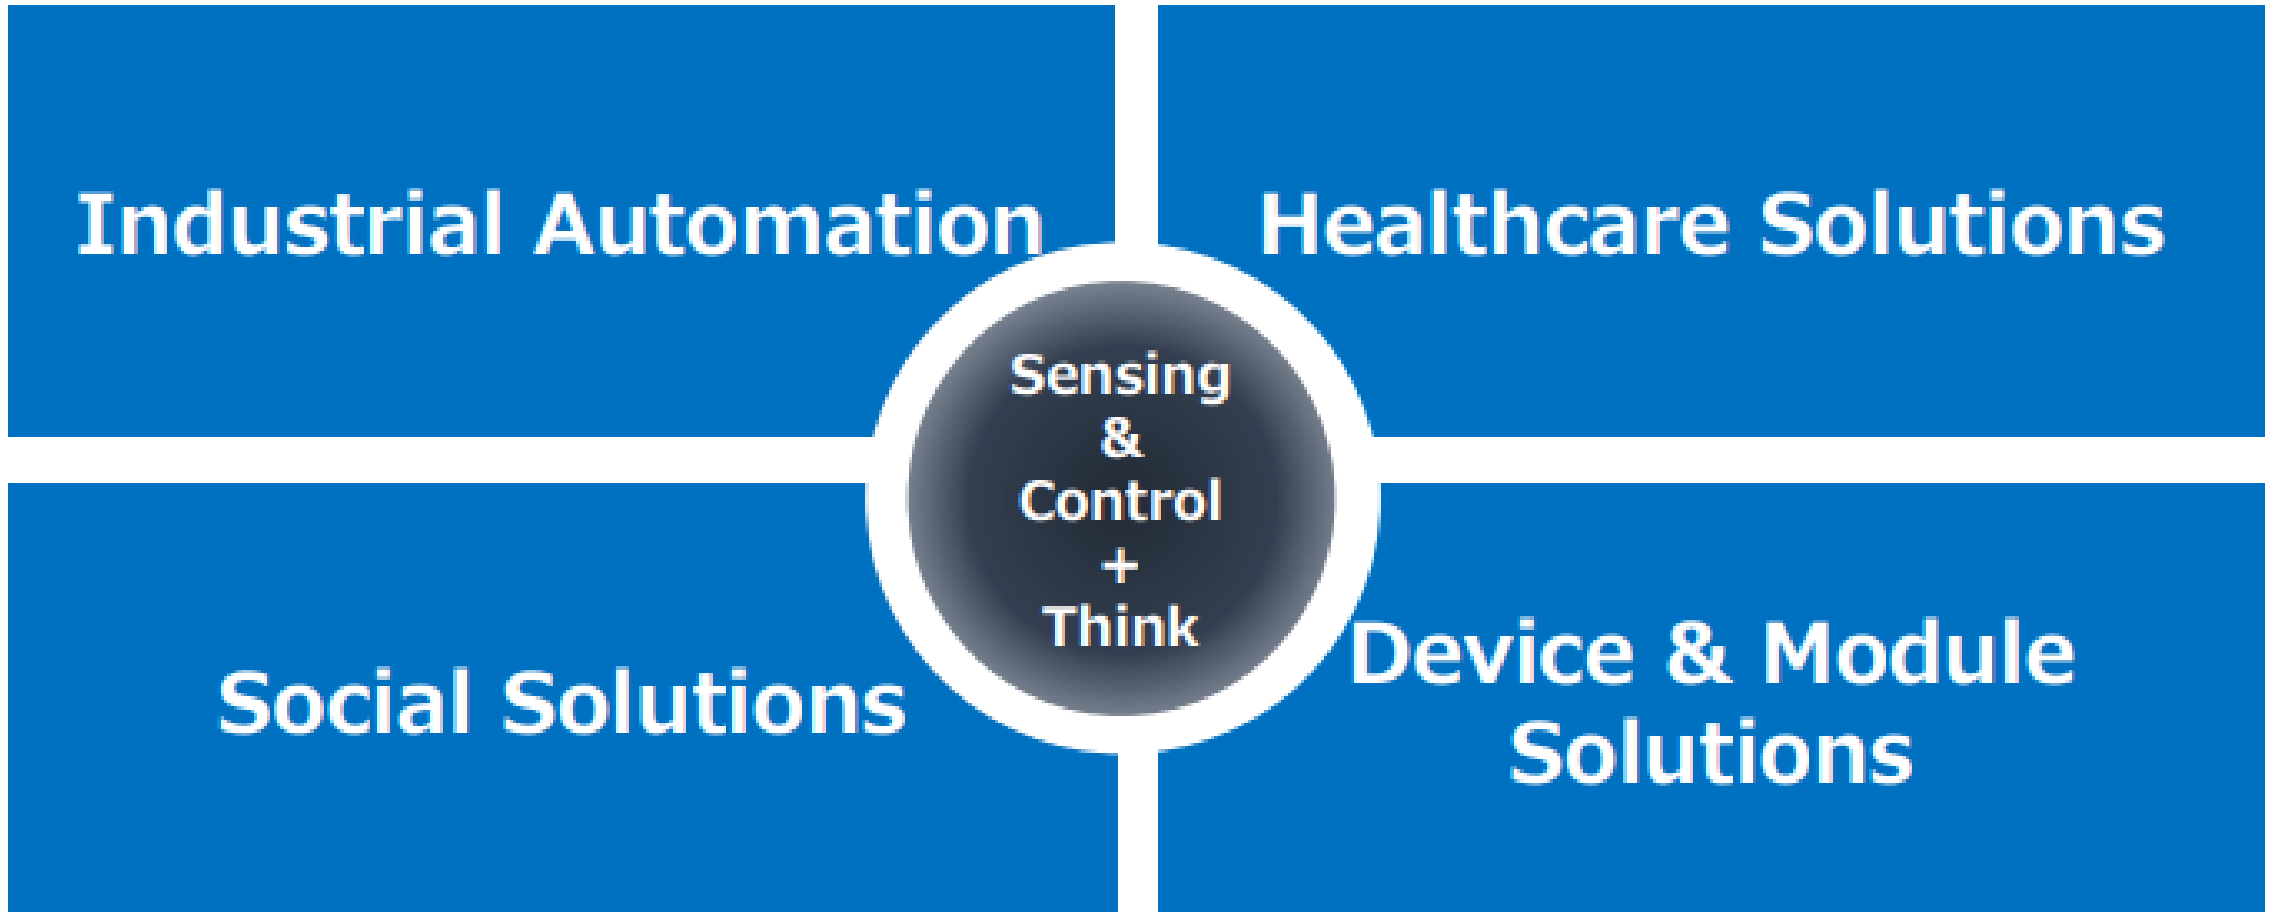 Industrial Automation
Healthcare Solutions
Sensing
&
Control
+
Think
Social Solutions
Device & Module
Solutions